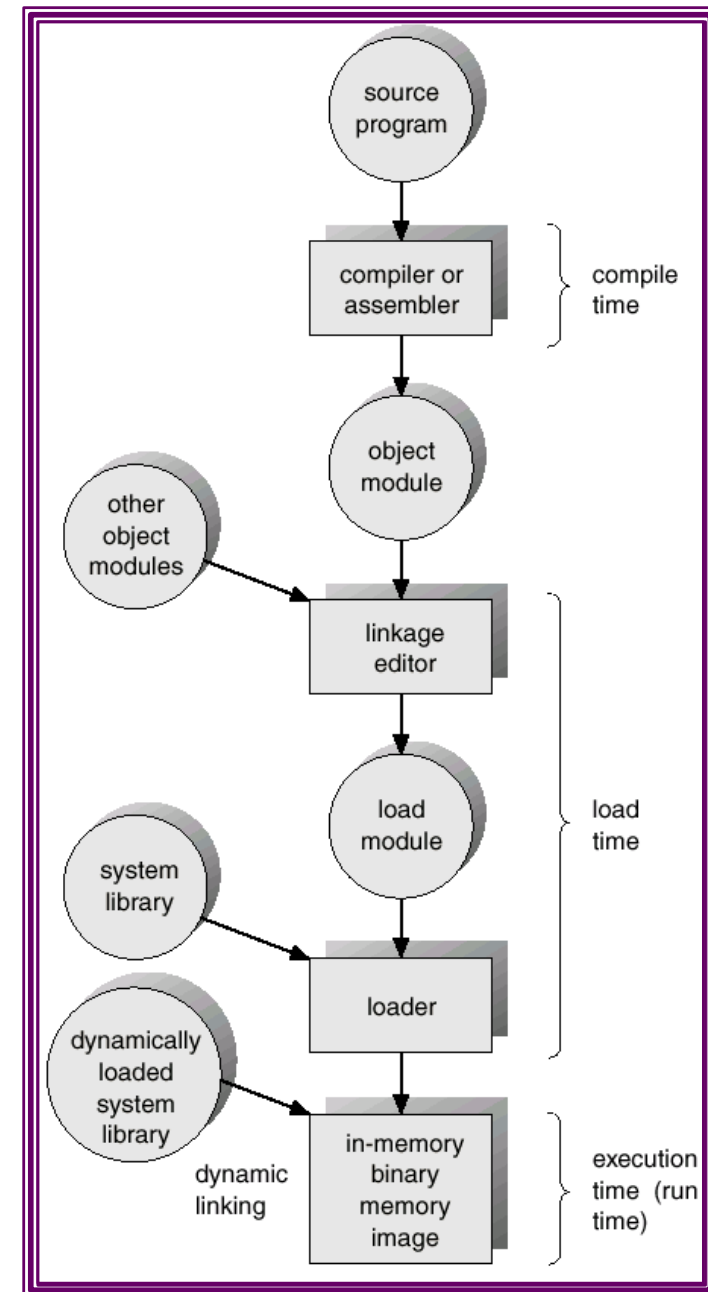 source
program
compiler or
assembler
compile
time
object
module
other
object
modules
linkage
editor
load
module
load
time
system
library
loader
dynamically
loaded
system
library
dynamic
linking
in-memory
binary
memory
image
execution
time (run
time)